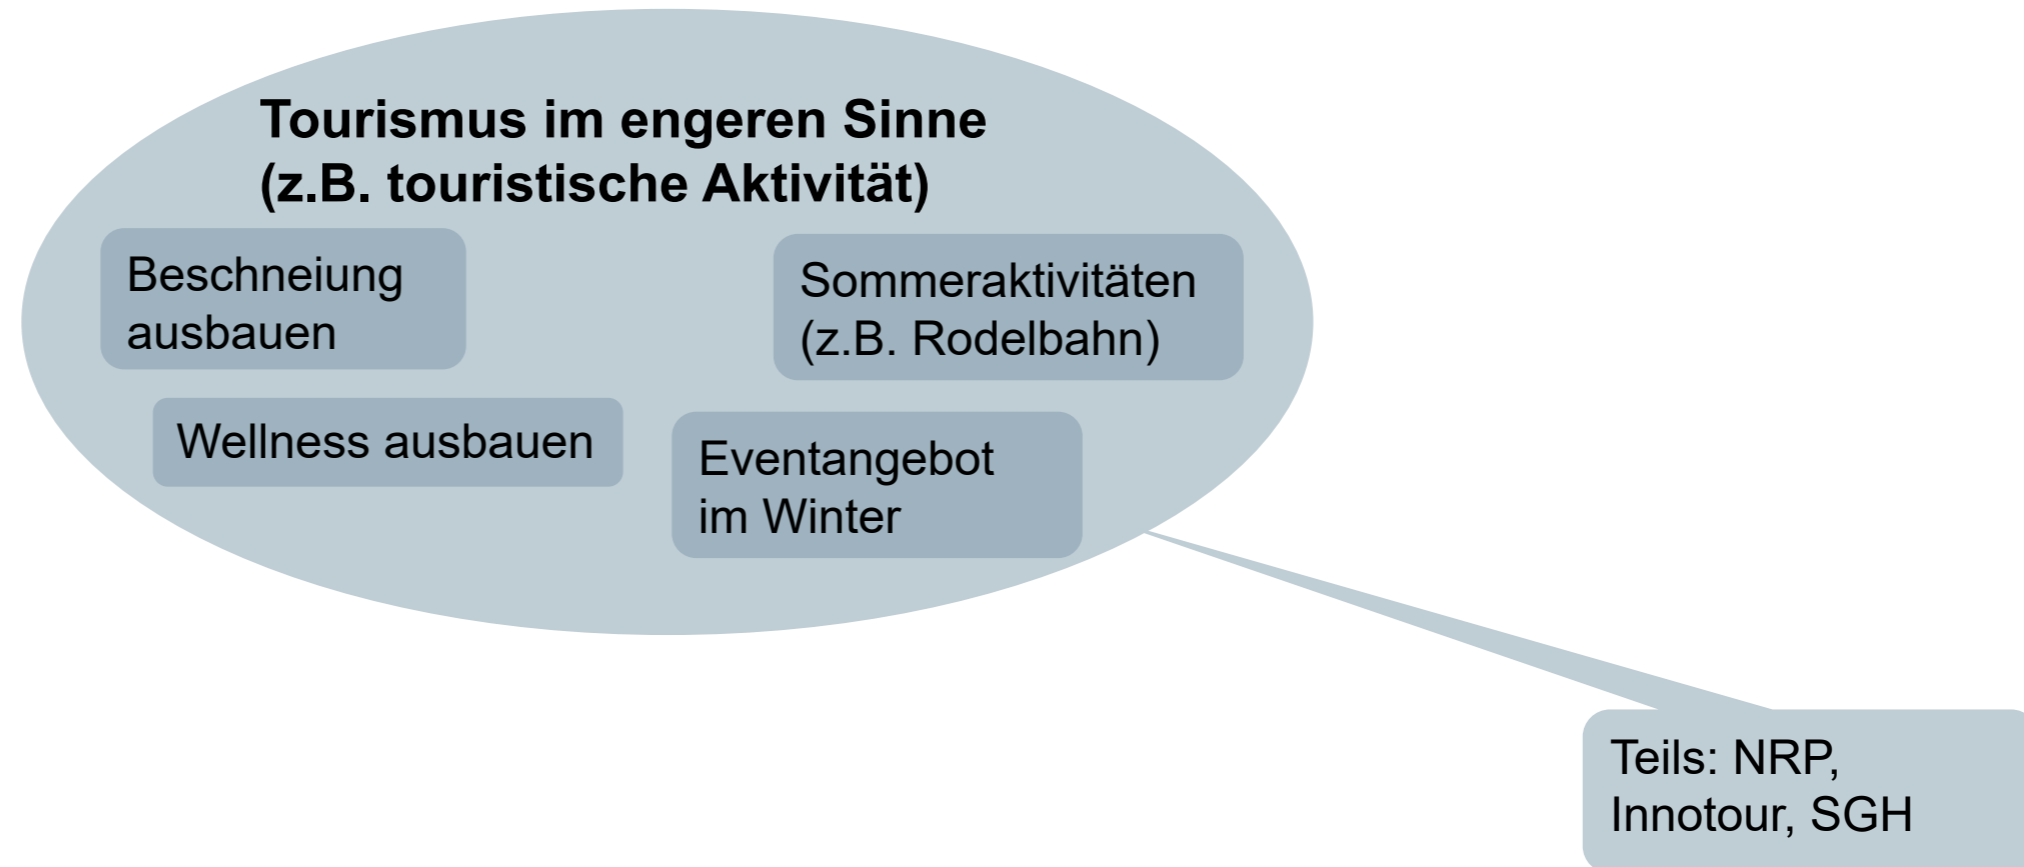 Tourismus im engeren Sinne
(z.B. touristische Aktivität)
Beschneiung
ausbauen
Sommeraktivitäten
(z.B. Rodelbahn)
Wellness ausbauen
Eventangebot
im Winter
Teils: NRP,
Innotour, SGH